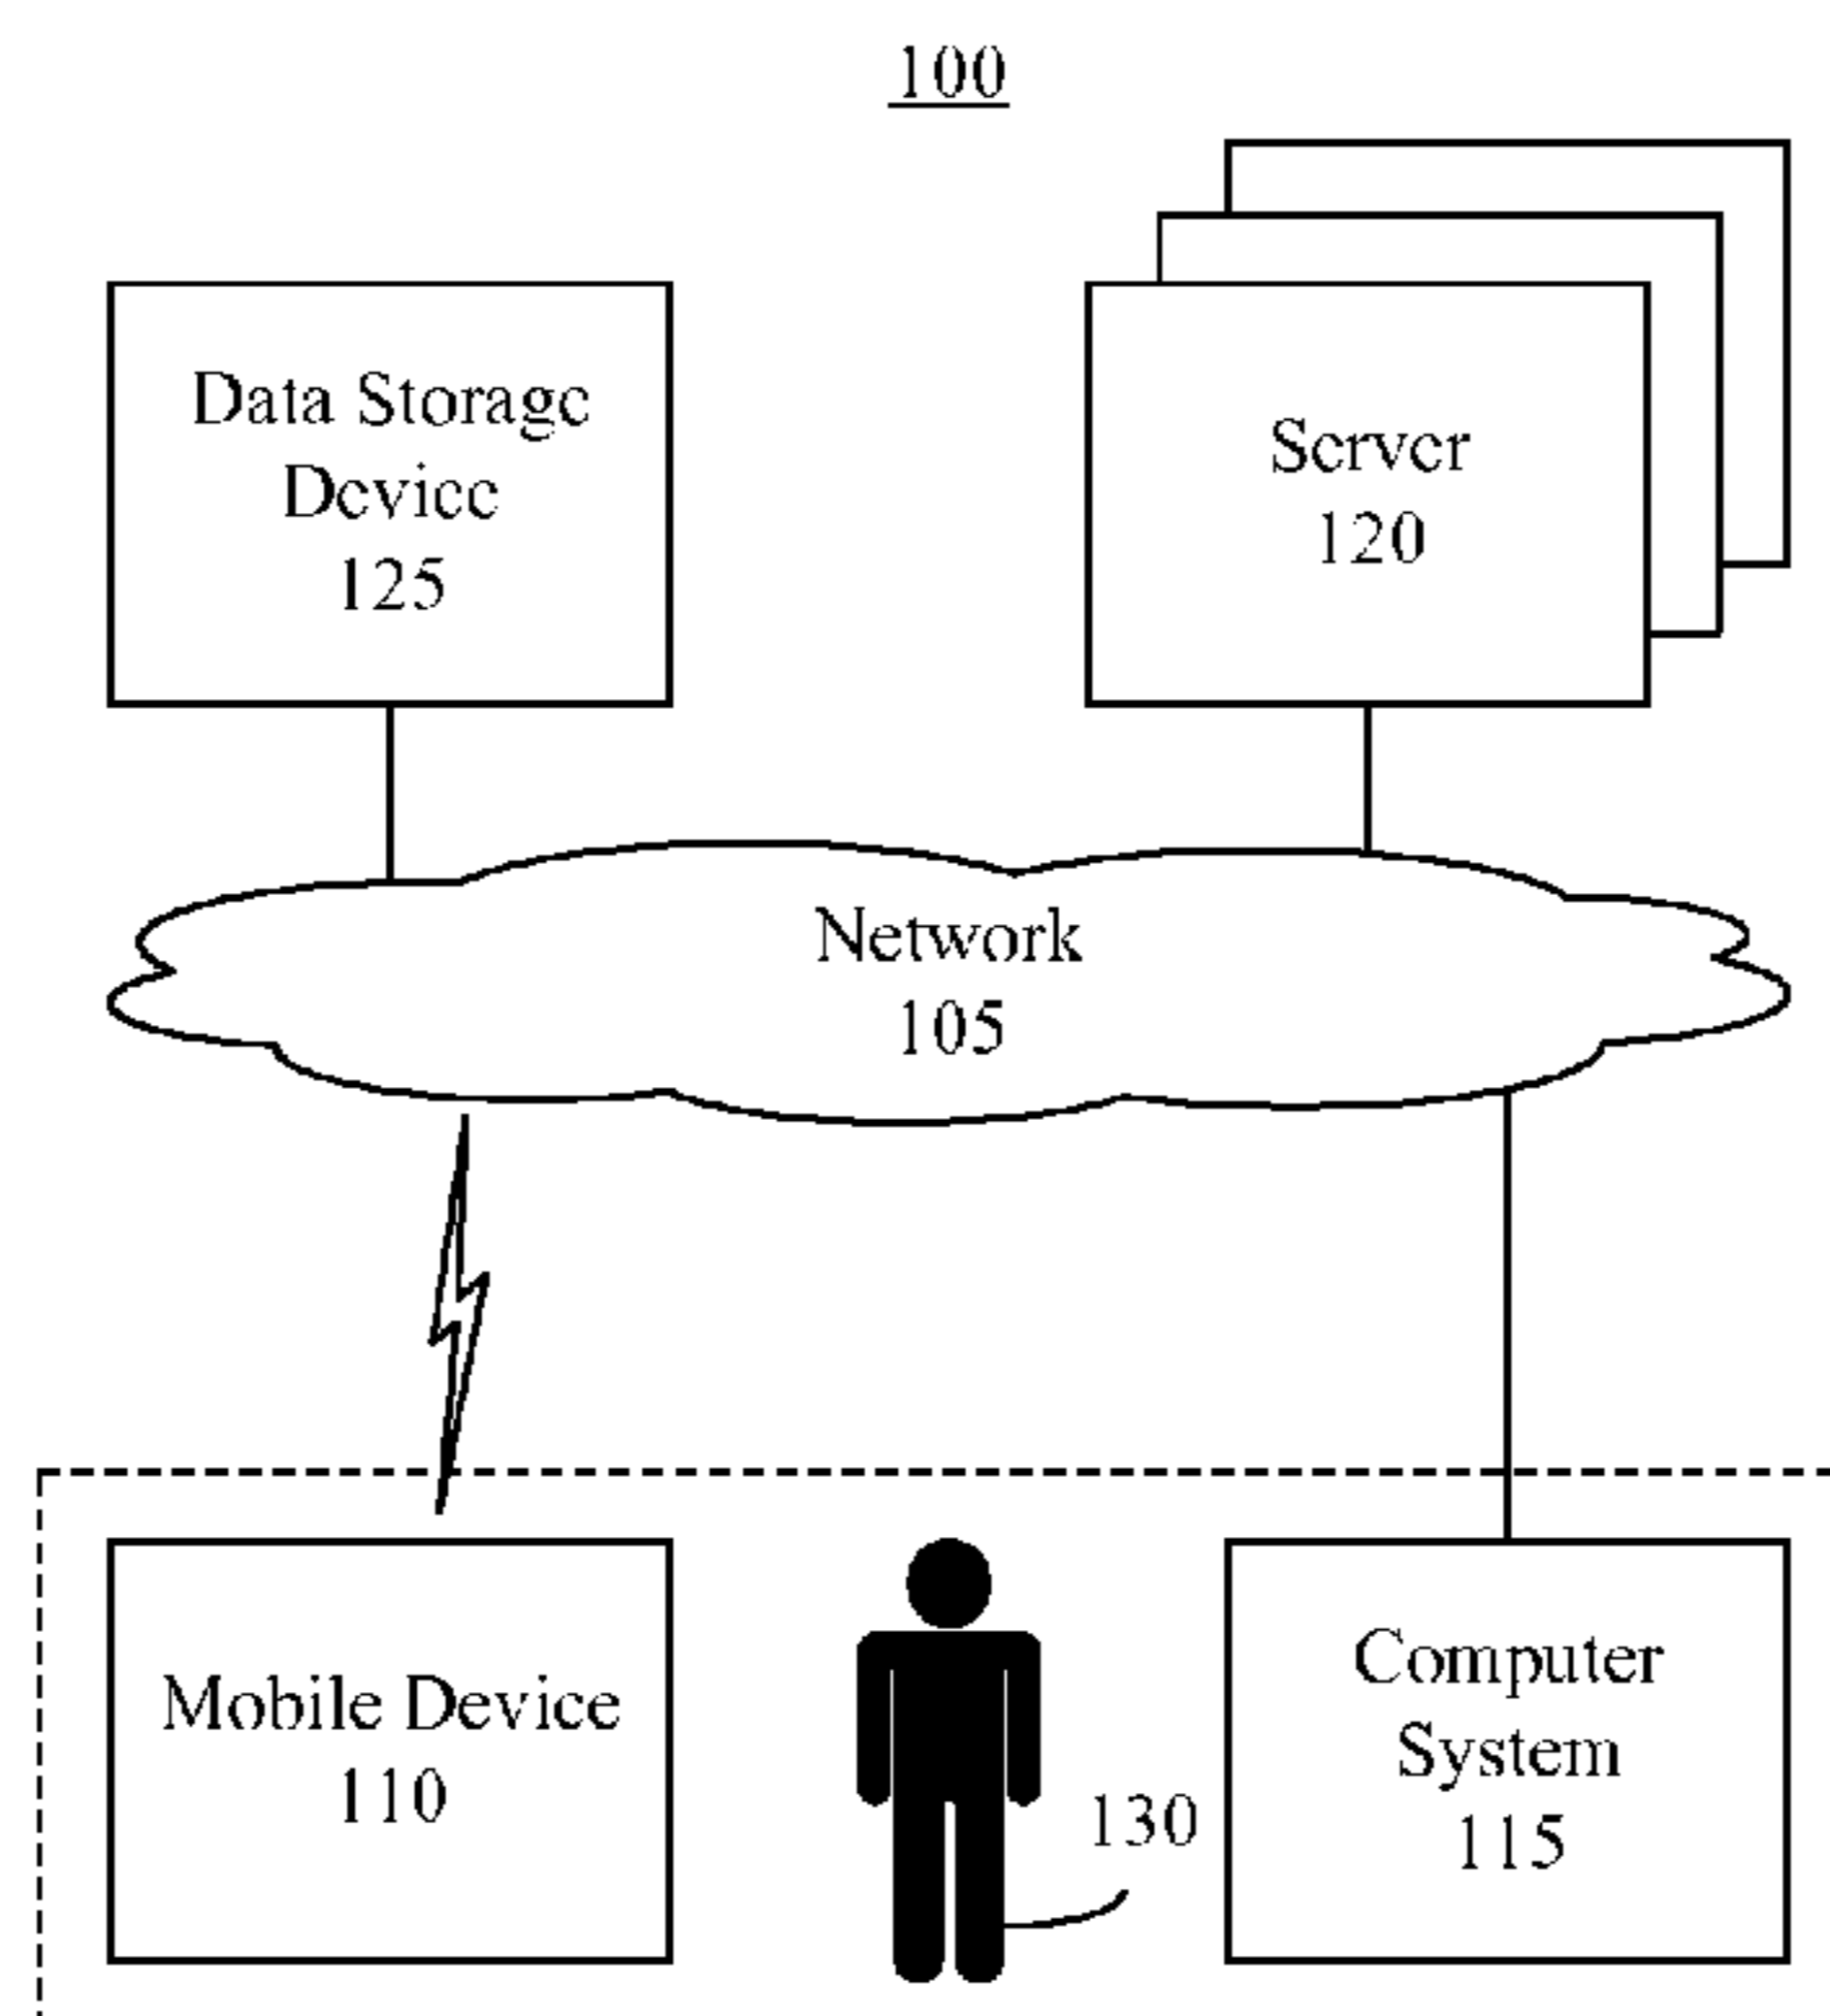 100
Data Storage
Device
125
Server
120
Network
105
Mobile Device
110
130
Computer
System
115